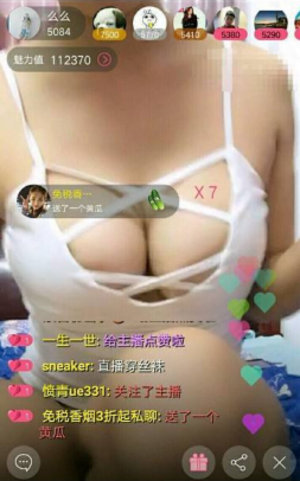 么么
5084
7500
5770
5410
5380
5290
魅力值 112370
免税香…
送了一个黄瓜
X 7
一生一世: 给主播点赞啦
sneaker: 直播穿丝袜
愤青ue331: 关注了主播
免税香烟3折起私聊: 送了一个
黄瓜